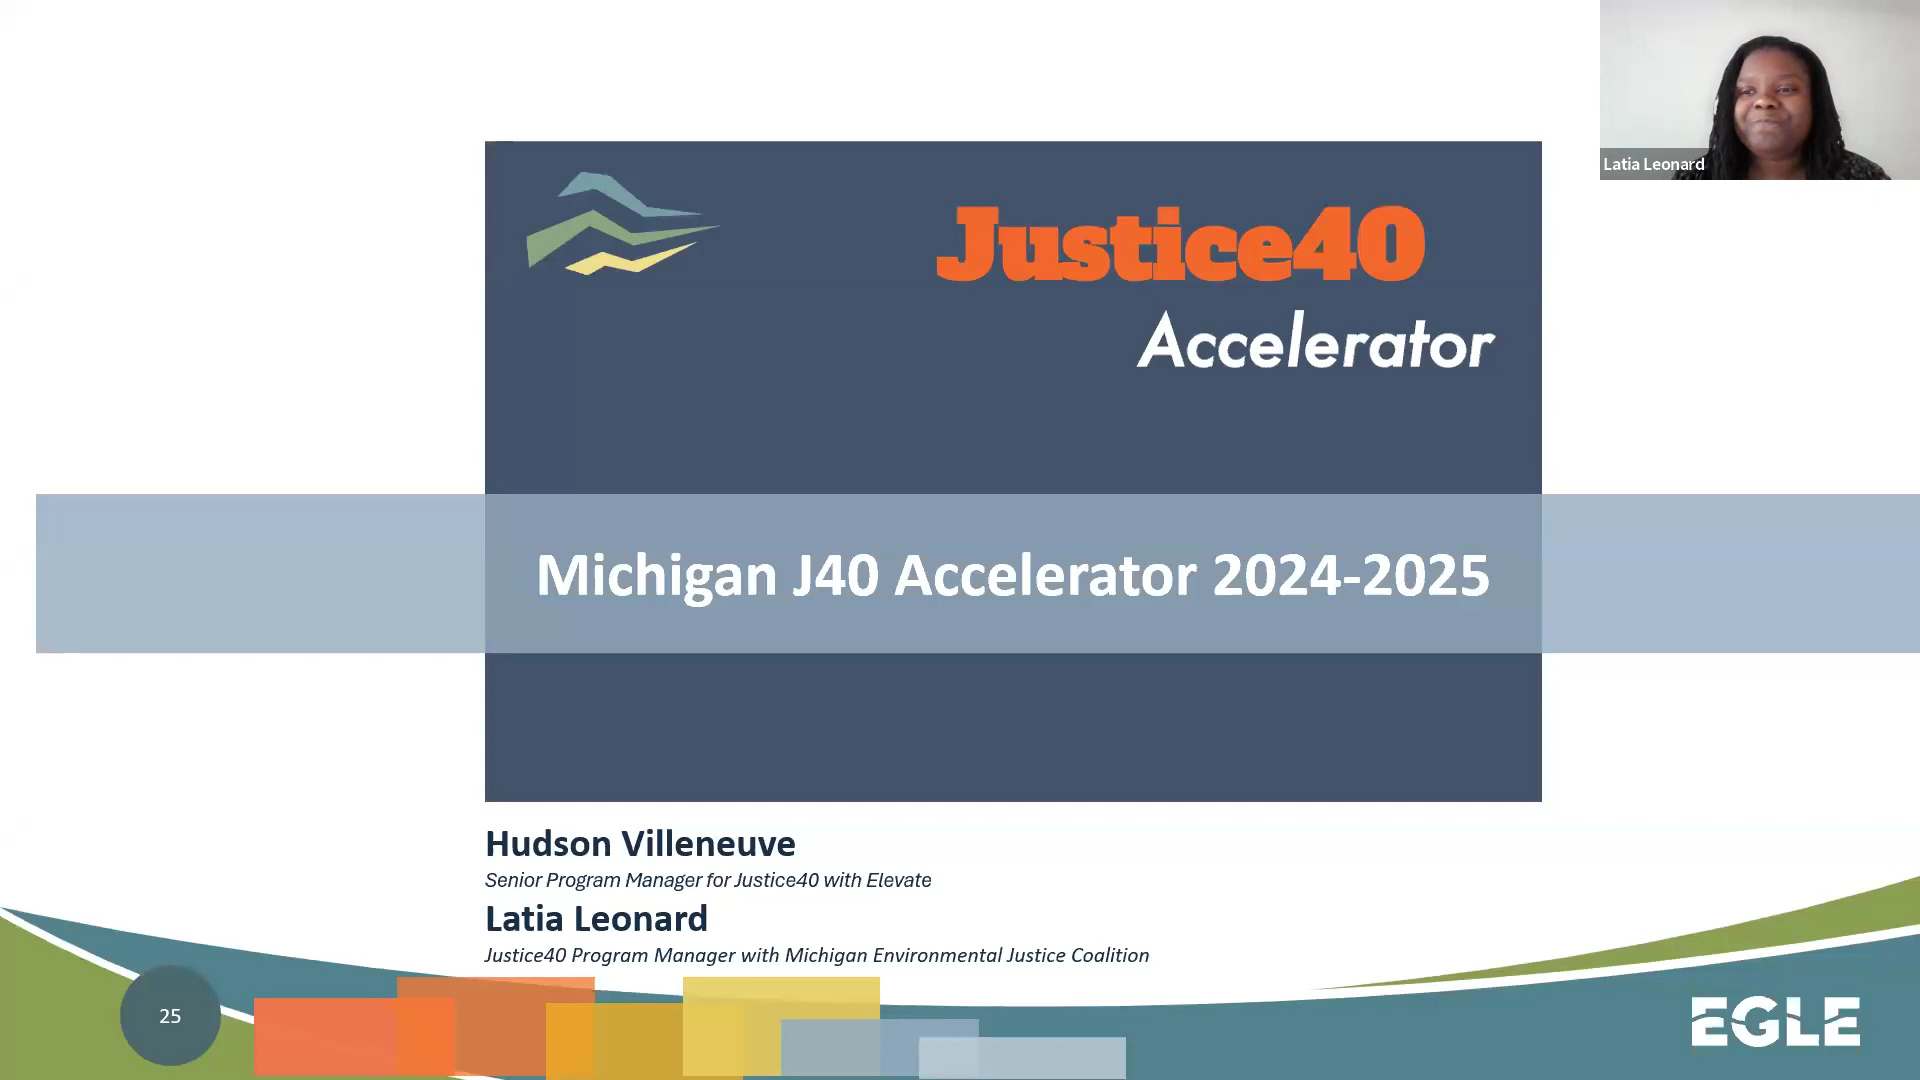 Latia Leonard
Justice40
Accelerator
Michigan J40 Accelerator 2024-2025
Hudson Villeneuve
Senior Program Manager for Justice40 with Elevate
Latia Leonard
Justice40 Program Manager with Michigan Environmental Justice Coalition
25
EGLE